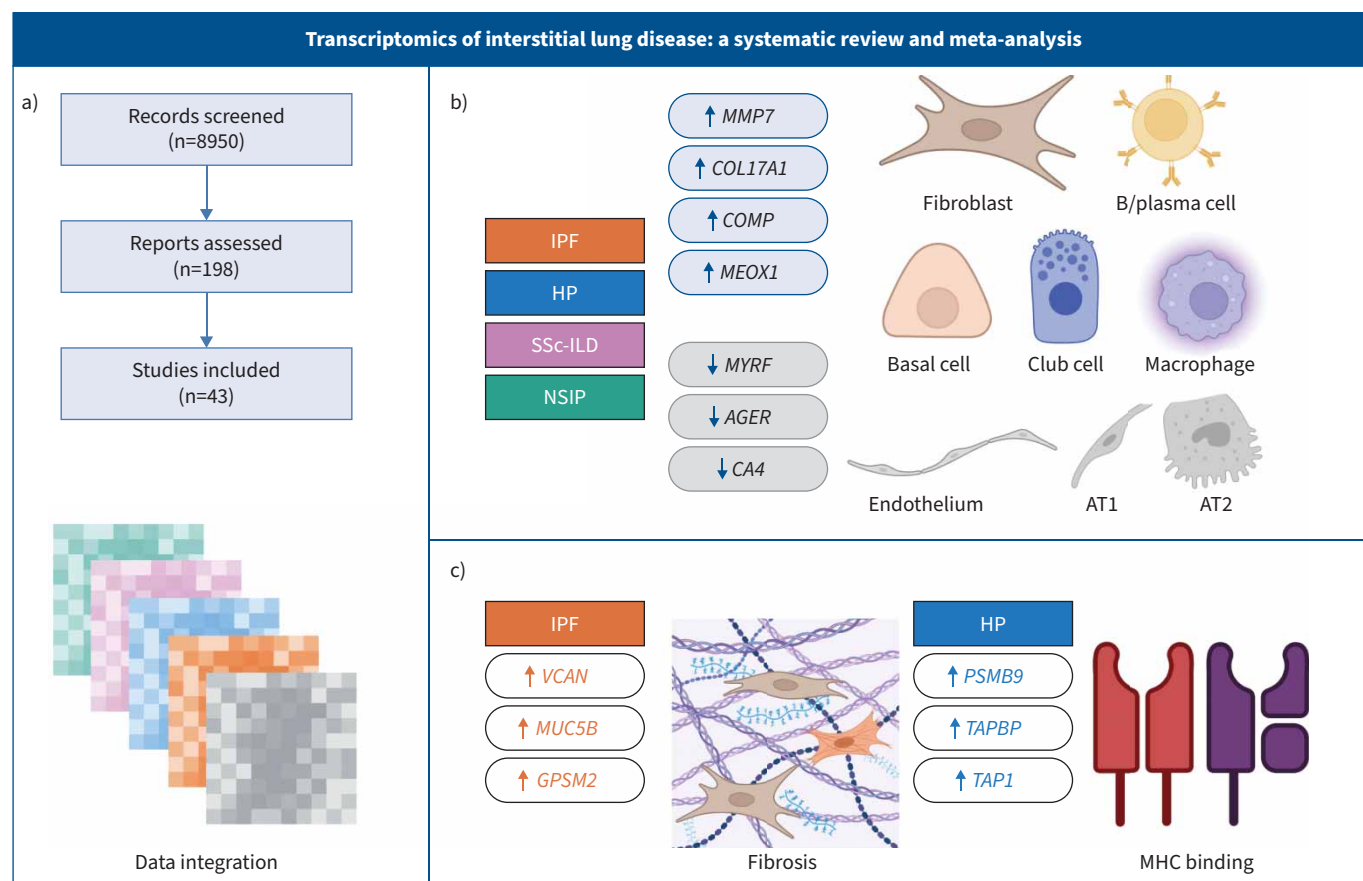 Transcriptomics of interstitial lung disease: a systematic review and meta-analysis
a)
Records screened
(n=8950)
Reports assessed
(n=198)
Studies included
(n=43)
Data integration
b)
IPF
HP
SSc-ILD
NSIP
↑ MMP7
↑ COL17A1
↑ COMP
↑ MEOX1
↓ MYRF
↓ AGER
↓ CA4
Fibroblast
B/plasma cell
Basal cell
Club cell
Macrophage
Endothelium
AT1
AT2
c)
IPF
↑ VCAN
↑ MUC5B
↑ GPSM2
Fibrosis
HP
↑ PSMB9
↑ TAPBP
↑ TAP1
MHC binding